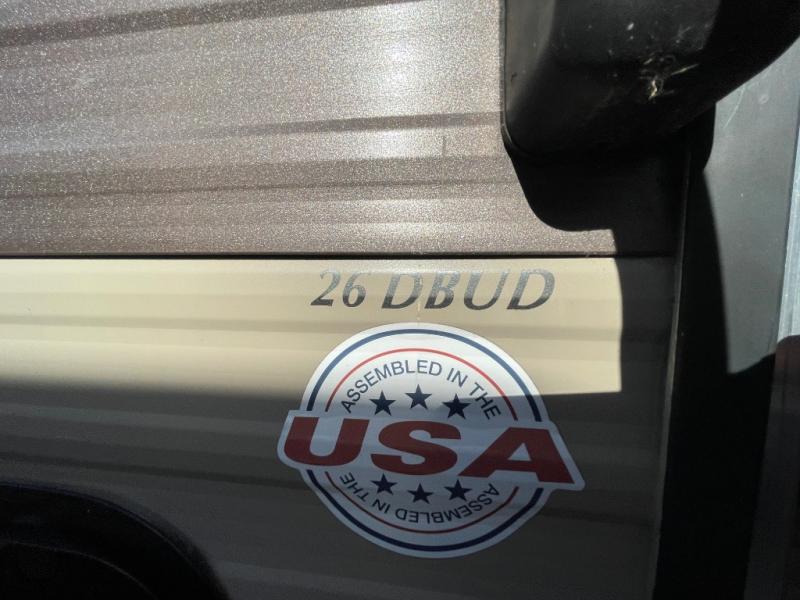 26 DBUD
ASSEMBLED IN THE
USA
ASSEMBLED IN THE